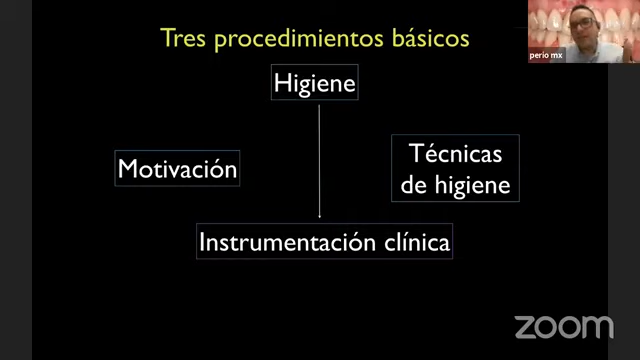 Tres procedimientos básicos
perio mx
Higiene
Motivación
Técnicas
de higiene
Instrumentación clínica
zoom